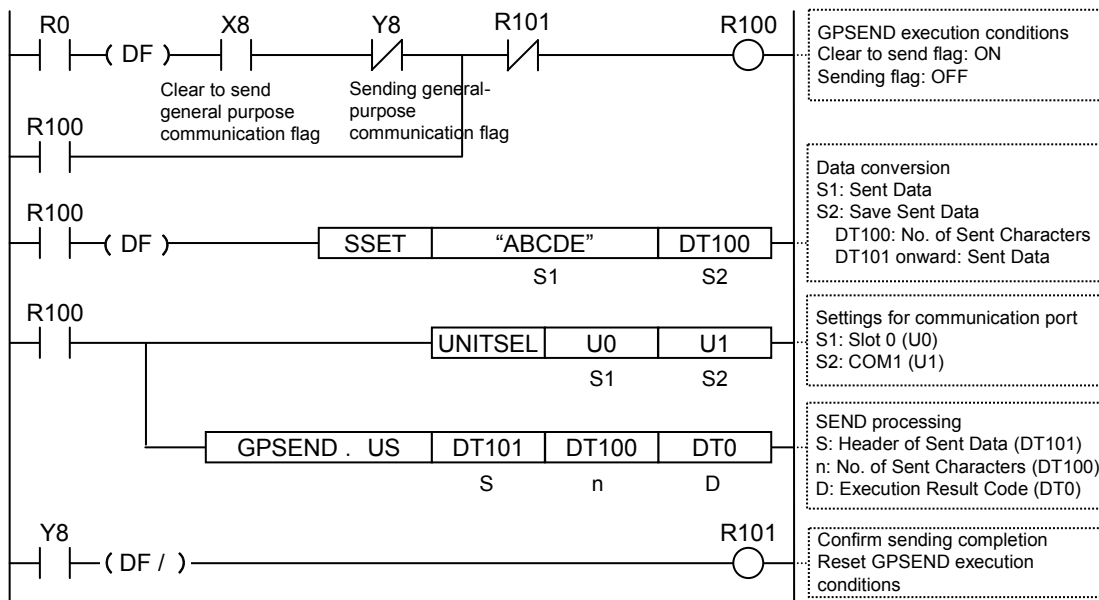 R0 X8 Y8 R101 R100
( DF )
Clear to send
general purpose
communication flag
Sending general-
purpose
communication flag
R100
GPSEND execution conditions
Clear to send flag: ON
Sending flag: OFF
R100
( DF ) SSET “ABCDE” DT100
S1 S2
Data conversion
S1: Sent Data
S2: Save Sent Data
DT100: No. of Sent Characters
DT101 onward: Sent Data
R100
UNITSEL U0 U1
S1 S2
Settings for communication port
S1: Slot 0 (U0)
S2: COM1 (U1)
GPSEND . US DT101 DT100 DT0
S n D
SEND processing
S: Header of Sent Data (DT101)
n: No. of Sent Characters (DT100)
D: Execution Result Code (DT0)
Y8 R101
( DF / )
Confirm sending completion
Reset GPSEND execution
conditions